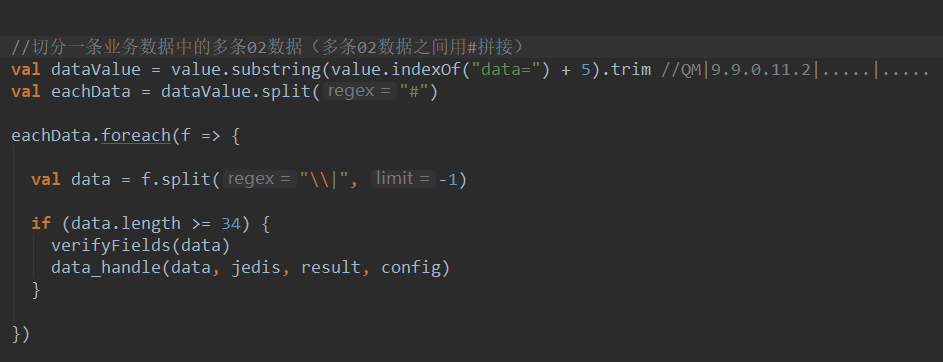 //切分一条业务数据中的多条02数据（多条02数据之间用#拼接）
val dataValue = value.substring(value.indexOf("data=") + 5).trim //QM|9.9.0.11.2|.....|.....
val eachData = dataValue.split( regex = "#")
eachData.foreach(f => {
val data = f.split( regex = "\\|", limit = -1)
if (data.length >= 34) {
verifyFields(data)
data_handle(data, jedis, result, config)
}
})